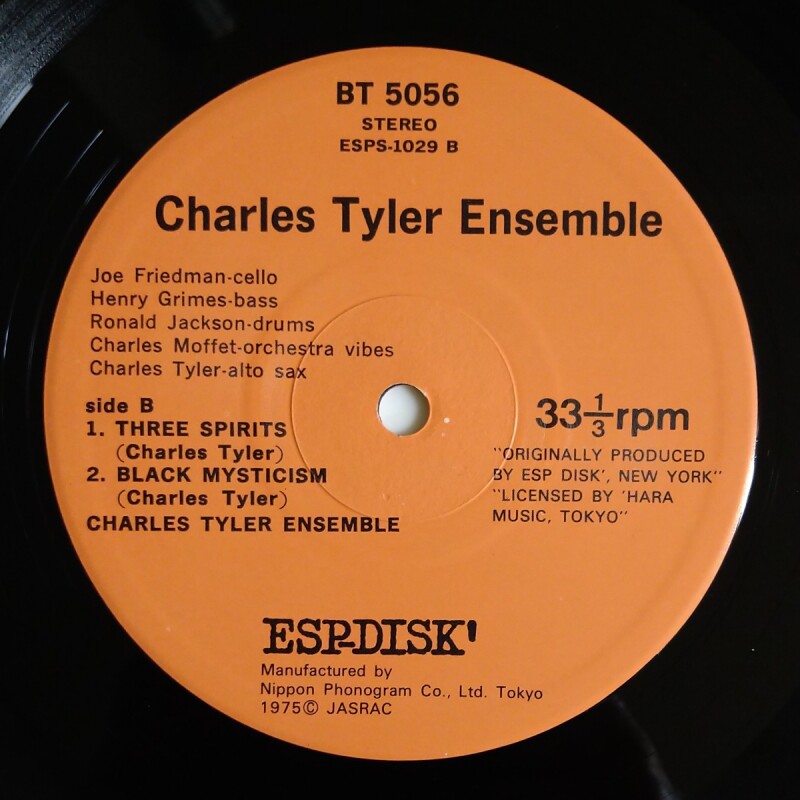 BT 5056
STEREO
ESPS-1029 B
Charles Tyler Ensemble
Joe Friedman-cello
Henry Grimes-bass
Ronald Jackson-drums
Charles Moffet-orchestra vibes
Charles Tyler-alto sax
side B
1. THREE SPIRITS
(Charles Tyler)
2. BLACK MYSTICISM
(Charles Tyler)
CHARLES TYLER ENSEMBLE
33 1/3 rpm
"ORIGINALLY PRODUCED
BY ESP DISK', NEW YORK"
"LICENSED BY 'HARA
MUSIC, TOKYO"
ESP-DISK'
Manufactured by
Nippon Phonogram Co., Ltd. Tokyo
1975© JASRAC